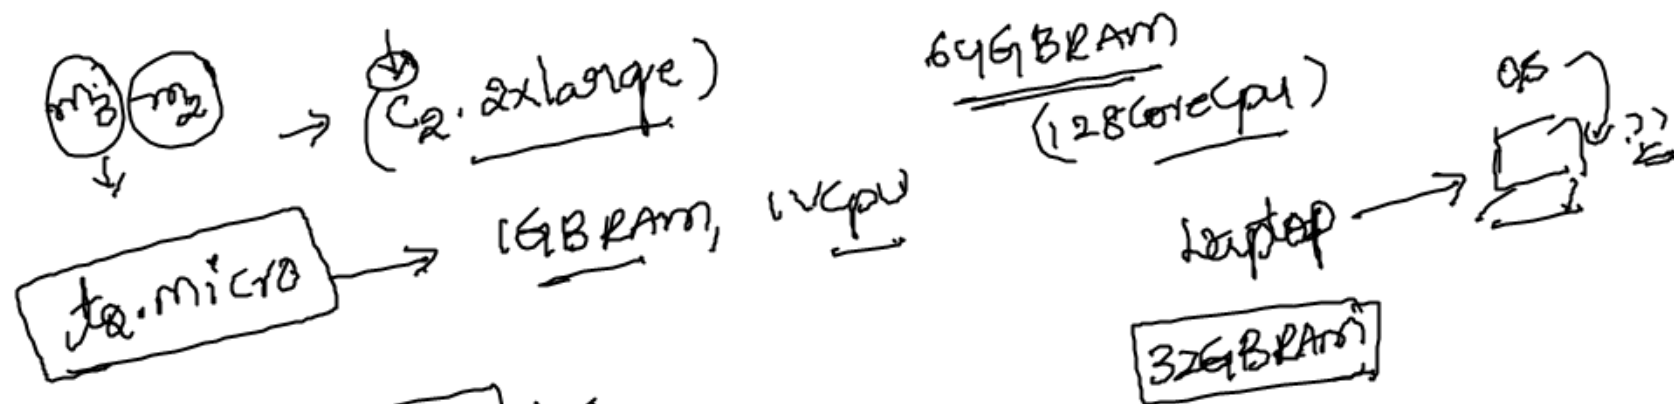 m3 m2 → (C2.2xlarge)
64GBRAM
(128CoreCpu)
OS
??
t2.micro → 1GBRAM, 1VCpu
Laptop →
32GBRAM